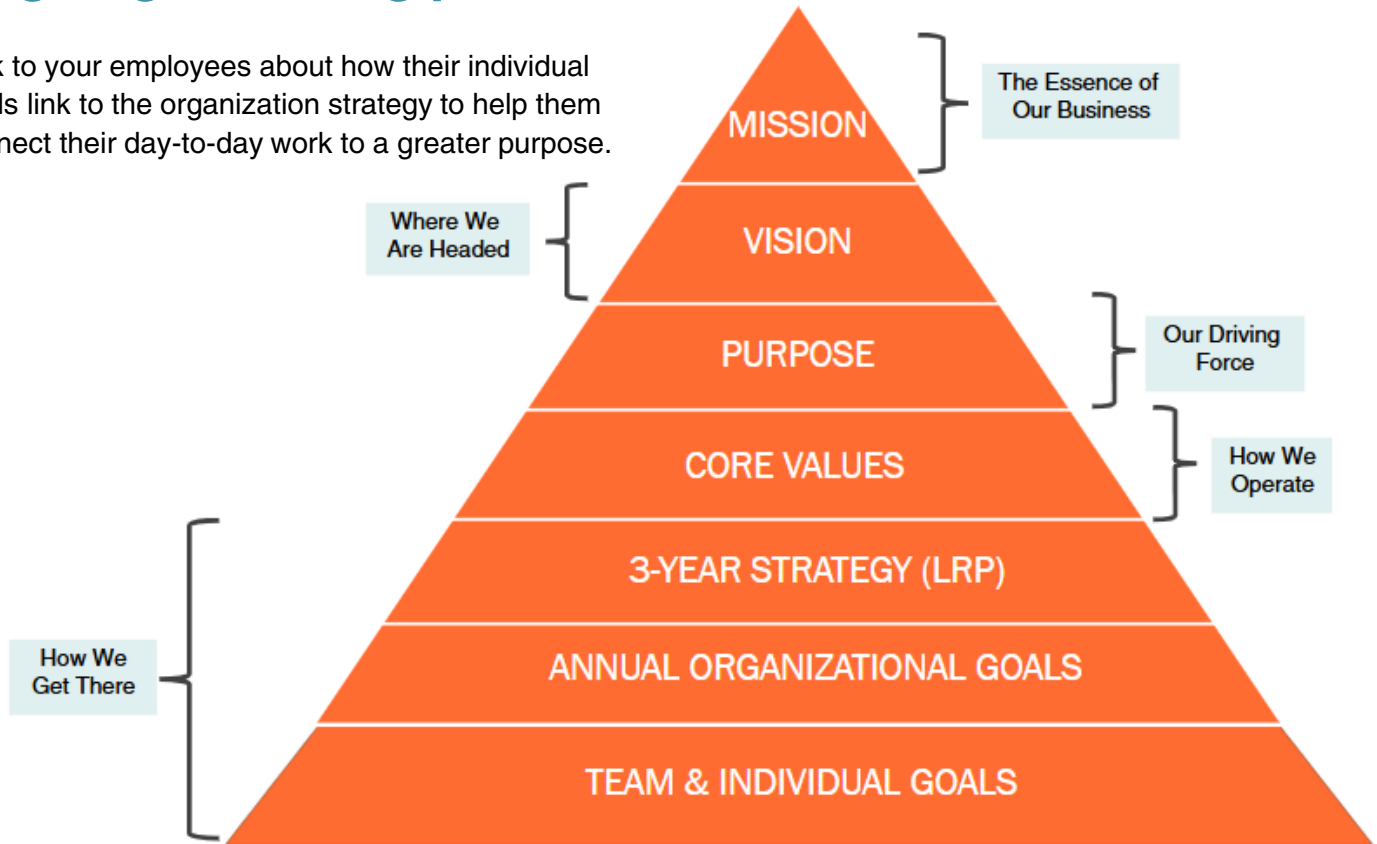 k to your employees about how their individual
ls link to the organization strategy to help them
nnect their day-to-day work to a greater purpose.
The Essence of
Our Business
MISSION
Where We
Are Headed
VISION
PURPOSE
Our Driving
Force
CORE VALUES
How We
Operate
3-YEAR STRATEGY (LRP)
How We
Get There
ANNUAL ORGANIZATIONAL GOALS
TEAM & INDIVIDUAL GOALS